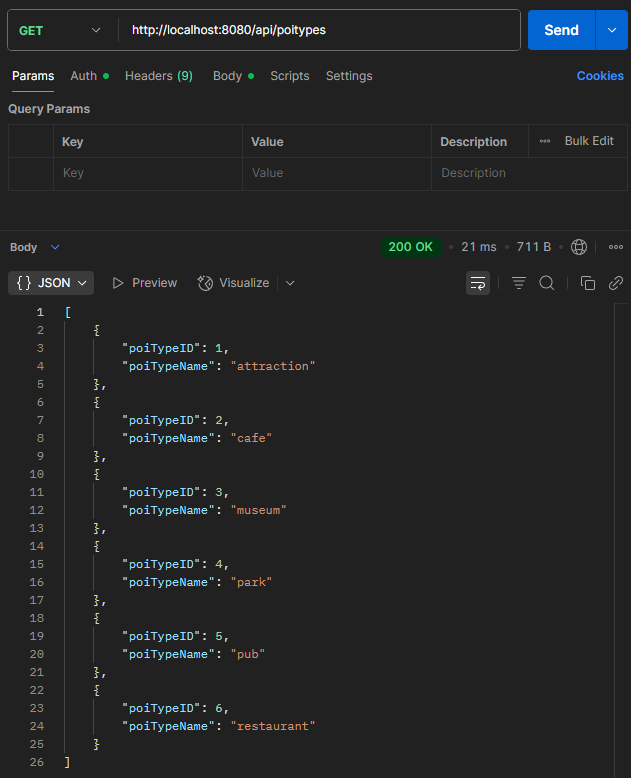 GET http://localhost:8080/api/poitypes Send
Params Auth Headers (9) Body Scripts Settings Cookies
Query Params
Key Value Description Bulk Edit
Key Value Description
Body 200 OK 21 ms 711 B
{} JSON Preview Visualize
1 [
2 {
3 "poiTypeID": 1,
4 "poiTypeName": "attraction"
5 },
6 {
7 "poiTypeID": 2,
8 "poiTypeName": "cafe"
9 },
10 {
11 "poiTypeID": 3,
12 "poiTypeName": "museum"
13 },
14 {
15 "poiTypeID": 4,
16 "poiTypeName": "park"
17 },
18 {
19 "poiTypeID": 5,
20 "poiTypeName": "pub"
21 },
22 {
23 "poiTypeID": 6,
24 "poiTypeName": "restaurant"
25 }
26 ]